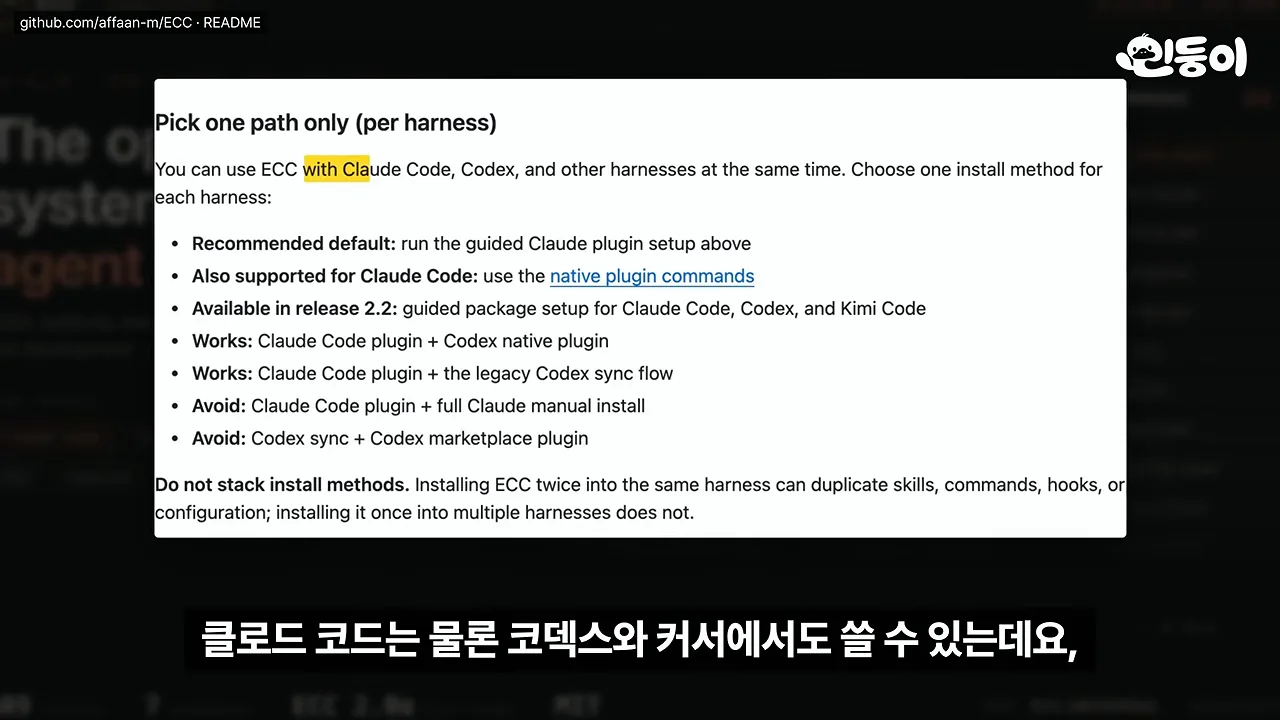 github.com/affaan-m/ECC · README
인둥이
Pick one path only (per harness)
You can use ECC with Claude Code, Codex, and other harnesses at the same time. Choose one install method for
each harness:
• Recommended default: run the guided Claude plugin setup above
• Also supported for Claude Code: use the native plugin commands
• Available in release 2.2: guided package setup for Claude Code, Codex, and Kimi Code
• Works: Claude Code plugin + Codex native plugin
• Works: Claude Code plugin + the legacy Codex sync flow
• Avoid: Claude Code plugin + full Claude manual install
• Avoid: Codex sync + Codex marketplace plugin
Do not stack install methods. Installing ECC twice into the same harness can duplicate skills, commands, hooks, or
configuration; installing it once into multiple harnesses does not.
The op
system
agent
클로드 코드는 물론 코덱스와 커서에서도 쓸 수 있는데요,
MIT